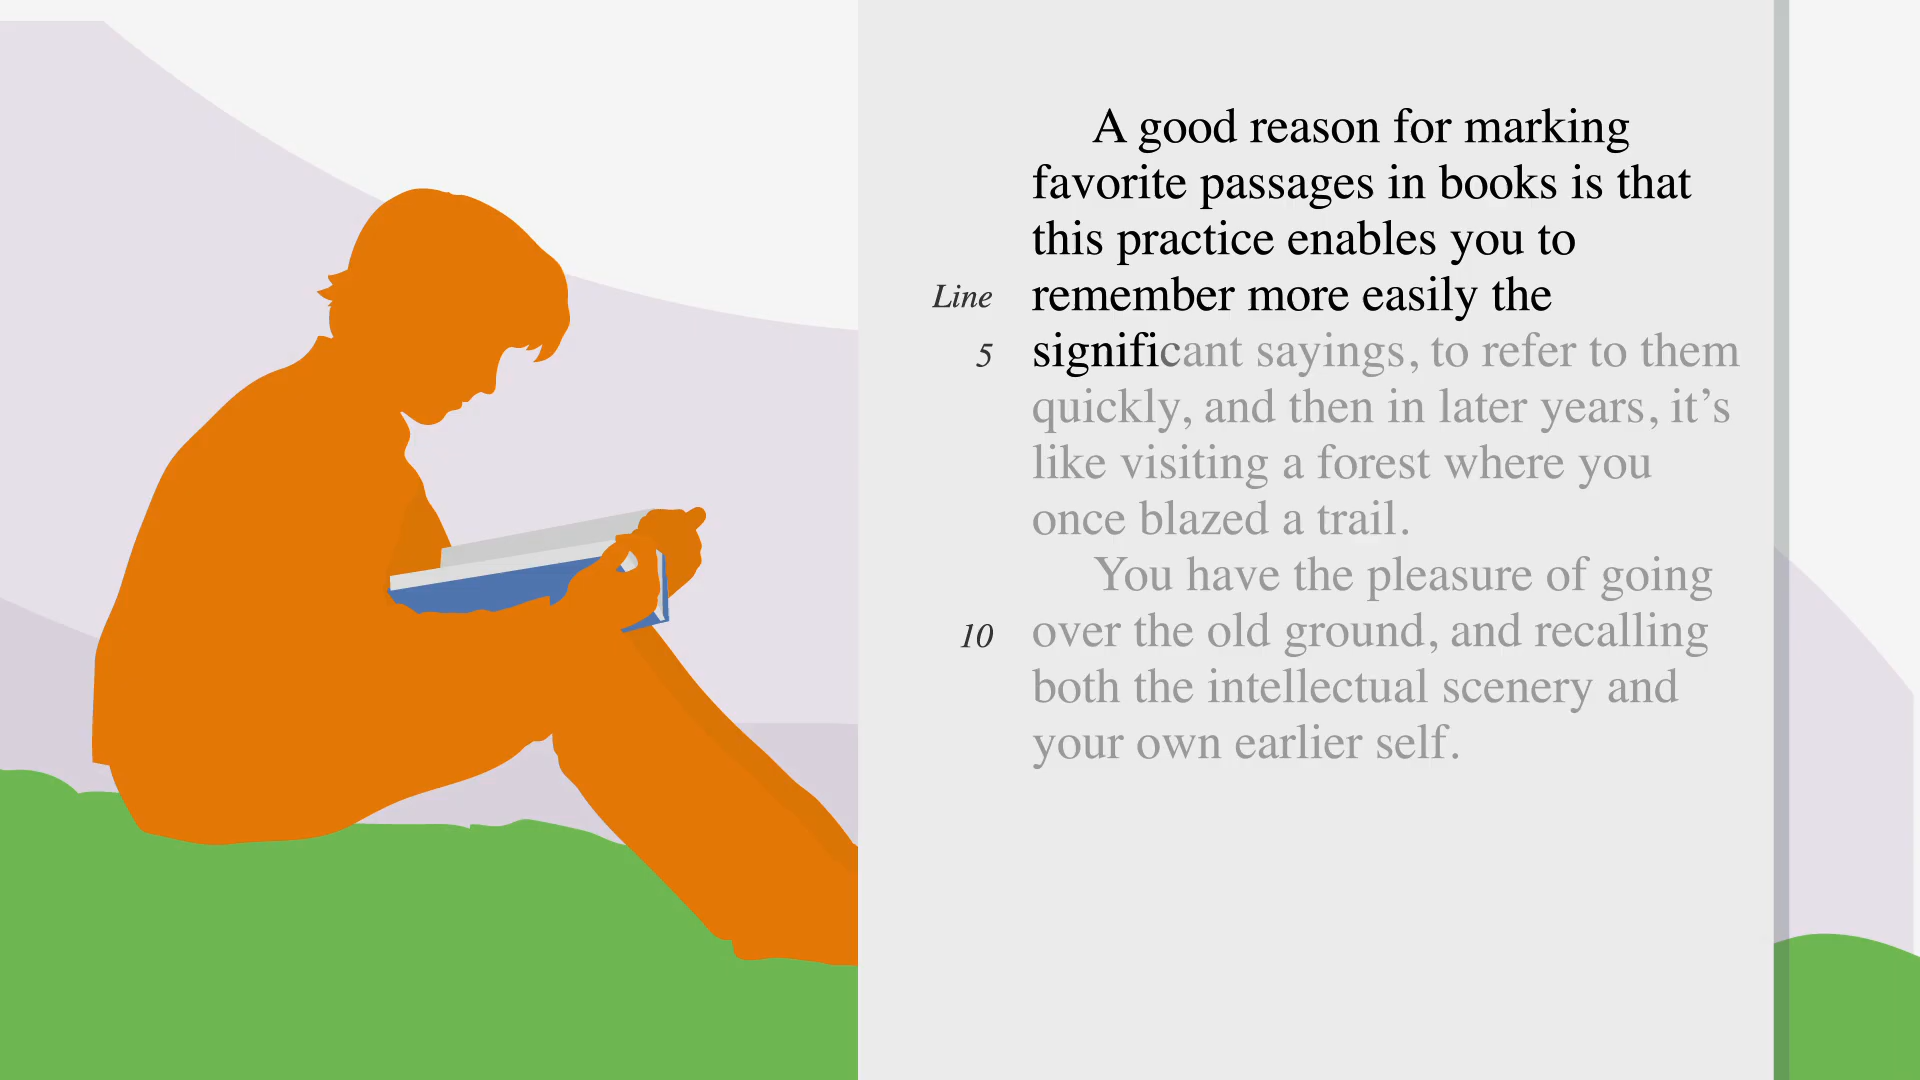 A good reason for marking
favorite passages in books is that
this practice enables you to
Line remember more easily the
5 significant sayings, to refer to them
quickly, and then in later years, it’s
like visiting a forest where you
once blazed a trail.
You have the pleasure of going
10 over the old ground, and recalling
both the intellectual scenery and
your own earlier self.